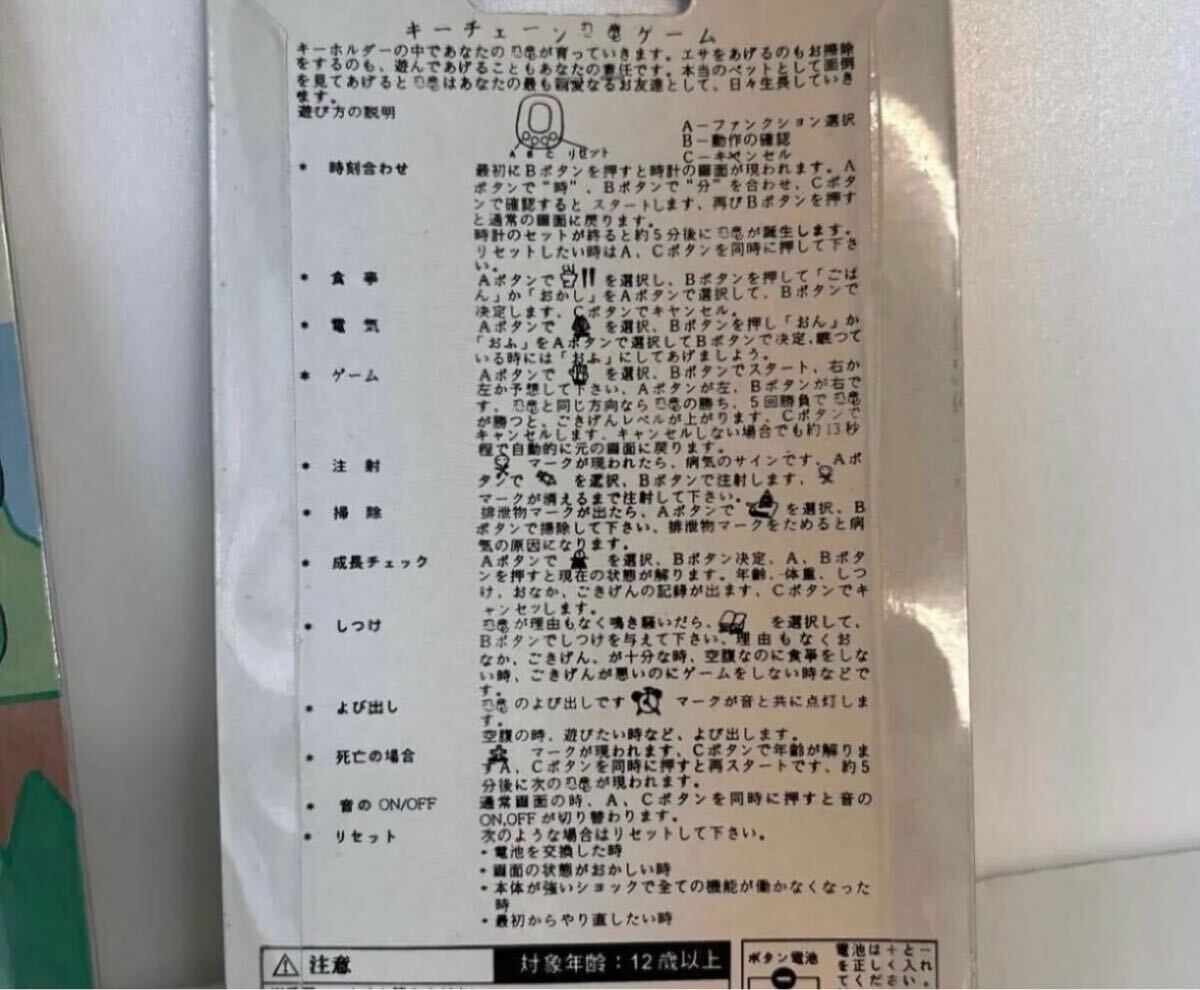 キーチェーン恐竜ゲーム
キーホルダーの中であなたの恐竜が育っていきます。エサをあげるのもお掃除
をするのも、遊んであげることもあなたの責任です。本当のペットとして面倒
を見てあげると恐竜はあなたの最も親愛なるお友達として、日々生長していき
ます。
遊び方の説明
A B C リセット
A－ファンクション選択
B－動作の確認
C－キャンセル
* 時刻合わせ
最初にBボタンを押すと時計の画面が現われます。A
ボタンで“時”、Bボタンで“分”を合わせ、Cボタ
ンで確認すると スタートします、再びBボタンを押す
と通常の画面に戻ります。
時計のセットが終ると約5分後に恐竜が誕生します。
リセットしたい時はA、Cボタンを同時に押して下さ
い。
* 食事
Aボタンで を選択し、Bボタンを押して「ごは
ん」か「おかし」をAボタンで選択して、Bボタンで
決定します、Cボタンでキヤンセル。
* 電気
Aボタンで を選択、Bボタンを押し「おん」か
「おふ」をAボタンで選択してBボタンで決定、眠つて
いる時には「おふ」にしてあげましよう。
* ゲーム
Aボタンで を選択、Bボタンでスタート、右か
左か予想して下さい、Aボタンが左、Bボタンが右で
す、恐竜と同じ方向なら恐竜の勝ち、5回勝負で恐竜
が勝つと、ごきげんレベルが上がります、Cボタンで
キャンセルします、キャンセルしない場合でも約13秒
程で自動的に元の画面に戻ります。
* 注射
マークが現われたら、病気のサインです、Aボ
タンで を選択、Bボタンで注射します、
マークが消えるまで注射して下さい。
* 掃除
排泄物マークが出たら、Aボタンで を選択、B
ボタンで掃除して下さい、排泄物マークをためると病
気の原因になります。
* 成長チェック
Aボタンで を選択、Bボタン決定、A、Bボタ
ンを押すと現在の状態が解ります。年齢、体重、しつ
け、おなか、ごきげんの記録が出ます、Cボタンでキ
ャンセッします。
* しつけ
恐竜が理由もなく鳴き騒いだら、 を選択して、
Bボタンでしつけを与えて下さい、理由もなくお
なか、ごきげん、が十分な時、空腹なのに食事をしな
い時、ごきげんが悪いのにゲームをしない時などで
す。
* よび出し
恐竜のよび出しです マークが音と共に点灯しま
す。
空腹の時、遊びたい時など、よび出します。
* 死亡の場合
マークが現われます、Cボタンで年齢が解りま
すA、Cボタンを同時に押すと再スタートです、約5
分後に次の恐竜が現われます。
* 音の ON/OFF
通常画面の時、A、Cボタンを同時に押すと音の
ON,OFFが切り替わります。
* リセット
次のような場合はリセットして下さい。
・電池を交換した時
・画面の状態がおかしい時
・本体が強いショックで全ての機能が働かなくなった
時
・最初からやり直したい時
注意
対象年齢：12歳以上
ボタン電池
電池は＋と－
を正しく入れ
てください。